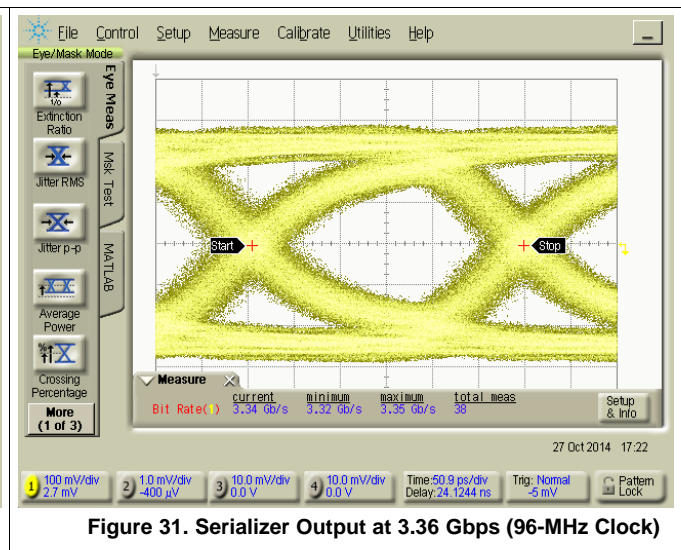 File Control Setup Measure Calibrate Utilities Help
Eye/Mask Mode
Eye Meas
Msk Test
MATLAB
1/0
Extinction
Ratio
Jitter RMS
Jitter p-p
Average
Power
%
Crossing
Percentage
More
(1 of 3)
Start
Stop
Measure
current minimum maximum total meas
Bit Rate(1) 3.34 Gb/s 3.32 Gb/s 3.35 Gb/s 38
Setup
& Info
27 Oct 2014 17:22
1 100 mV/div
2.7 mV
2 1.0 mV/div
-400 µV
3 10.0 mV/div
0.0 V
4 10.0 mV/div
0.0 V
Time:50.9 ps/div
Delay:24.1244 ns
Trig: Normal
-5 mV
Pattern
Lock
Figure 31. Serializer Output at 3.36 Gbps (96-MHz Clock)